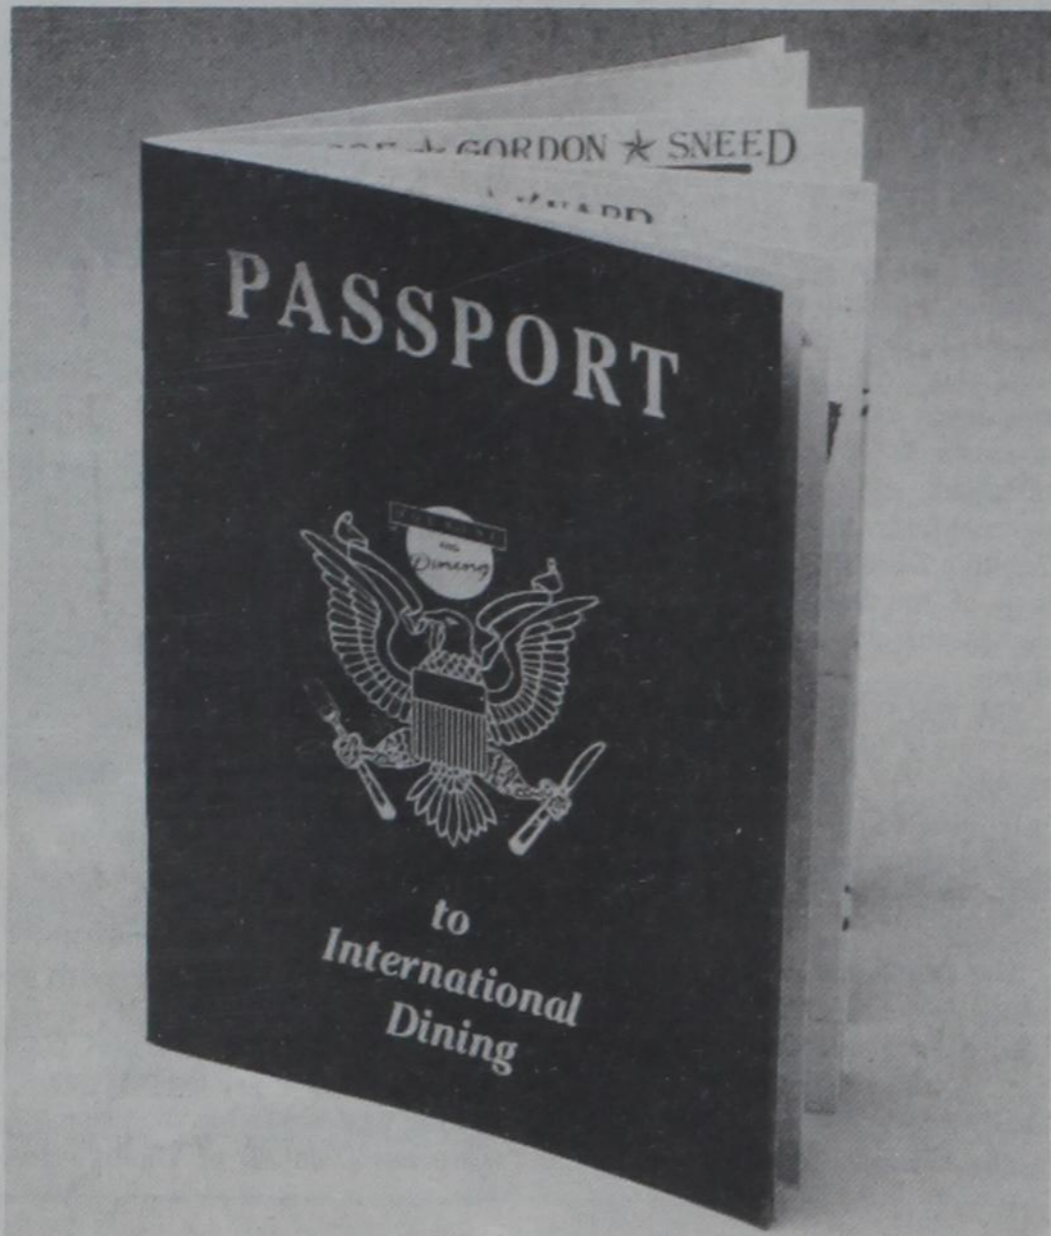 ★ GORDON ★ SNEED
PASSPORT
Dining
to
International
Dining